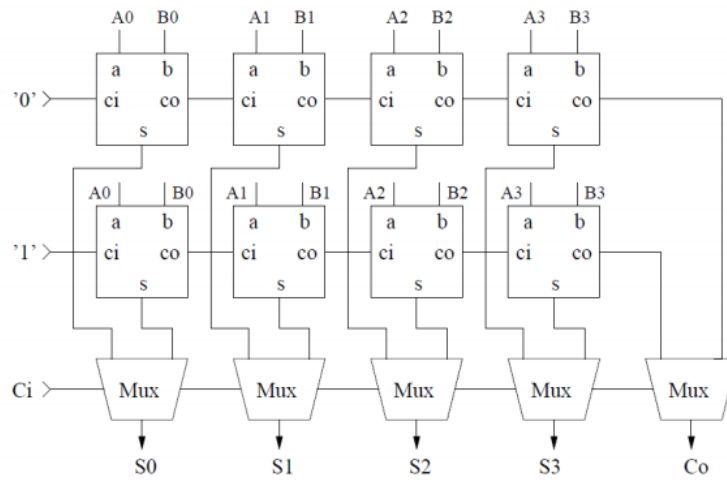 A0 B0 A1 B1 A2 B2 A3 B3
a b a b a b a b
'0' ci co ci co ci co ci co
s s s s
A0 B0 A1 B1 A2 B2 A3 B3
a b a b a b a b
'1' ci co ci co ci co ci co
s s s s
Ci Mux Mux Mux Mux Mux
S0 S1 S2 S3 Co